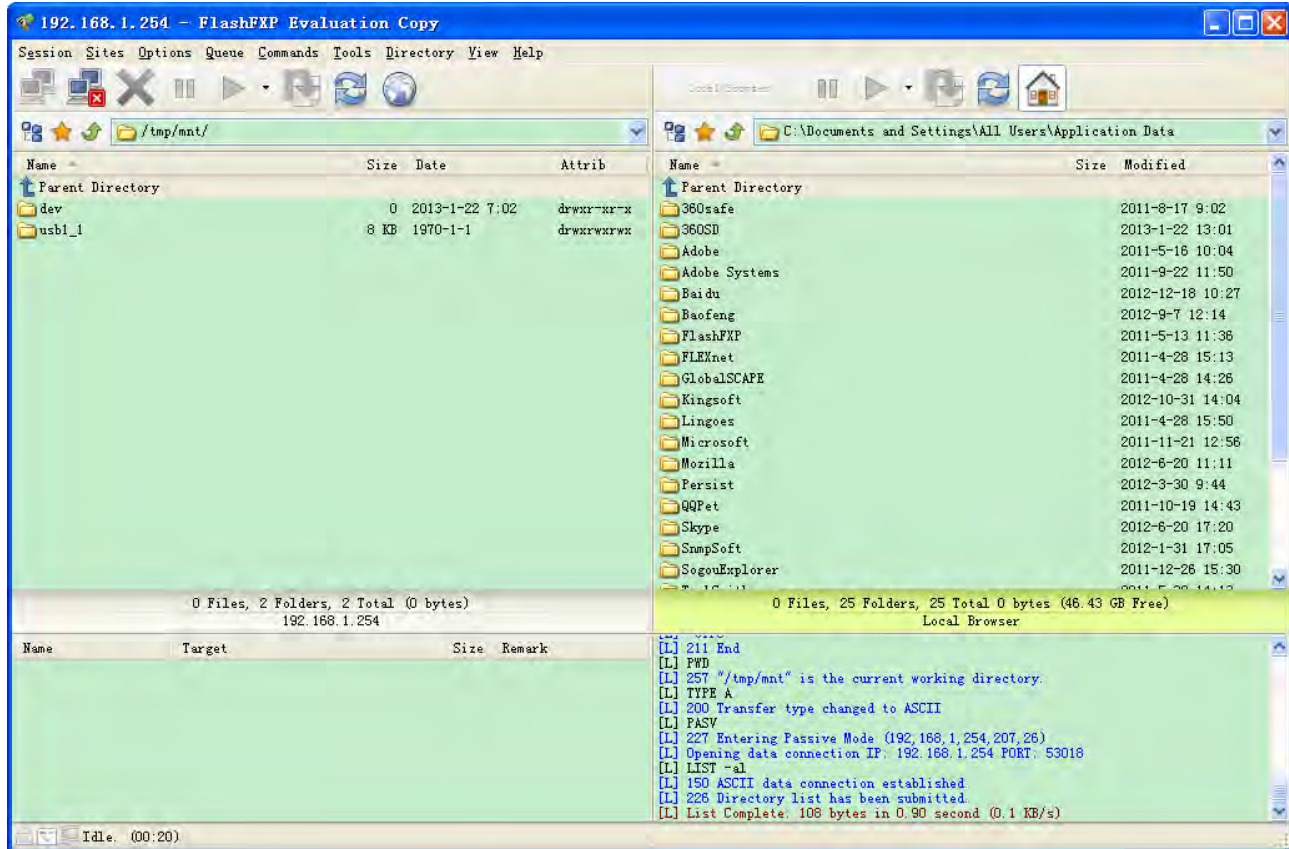 192.168.1.254 - FlashFXP Evaluation Copy
Session Sites Options Queue Commands Tools Directory View Help
Local Browser
/tmp/mnt/
C:\Documents and Settings\All Users\Application Data
Name Size Date Attrib
Parent Directory
dev 0 2013-1-22 7:02 drwxr-xr-x
usb1_1 8 KB 1970-1-1 drwxrwxrwx
0 Files, 2 Folders, 2 Total (0 bytes)
192.168.1.254
Name Size Modified
Parent Directory
360safe 2011-8-17 9:02
360SD 2013-1-22 13:01
Adobe 2011-5-16 10:04
Adobe Systems 2011-9-22 11:50
Baidu 2012-12-18 10:27
Baofeng 2012-9-7 12:14
FlashFXP 2011-5-13 11:36
FLEXnet 2011-4-28 15:13
GlobalSCAPE 2011-4-28 14:26
Kingsoft 2012-10-31 14:04
Lingoes 2011-4-28 15:50
Microsoft 2011-11-21 12:56
Mozilla 2012-6-20 11:11
Persist 2012-3-30 9:44
QQPet 2011-10-19 14:43
Skype 2012-6-20 17:20
SnmpSoft 2012-1-31 17:05
SogouExplorer 2011-12-26 15:30
0 Files, 25 Folders, 25 Total 0 bytes (46.43 GB Free)
Local Browser
Name Target Size Remark
[L] 211 End
[L] PWD
[L] 257 "/tmp/mnt" is the current working directory.
[L] TYPE A
[L] 200 Transfer type changed to ASCII
[L] PASV
[L] 227 Entering Passive Mode (192,168,1,254,207,26)
[L] Opening data connection IP: 192.168.1.254 PORT: 53018
[L] LIST -al
[L] 150 ASCII data connection established
[L] 226 Directory list has been submitted.
[L] List Complete: 108 bytes in 0.90 second (0.1 KB/s)
Idle. (00:20)